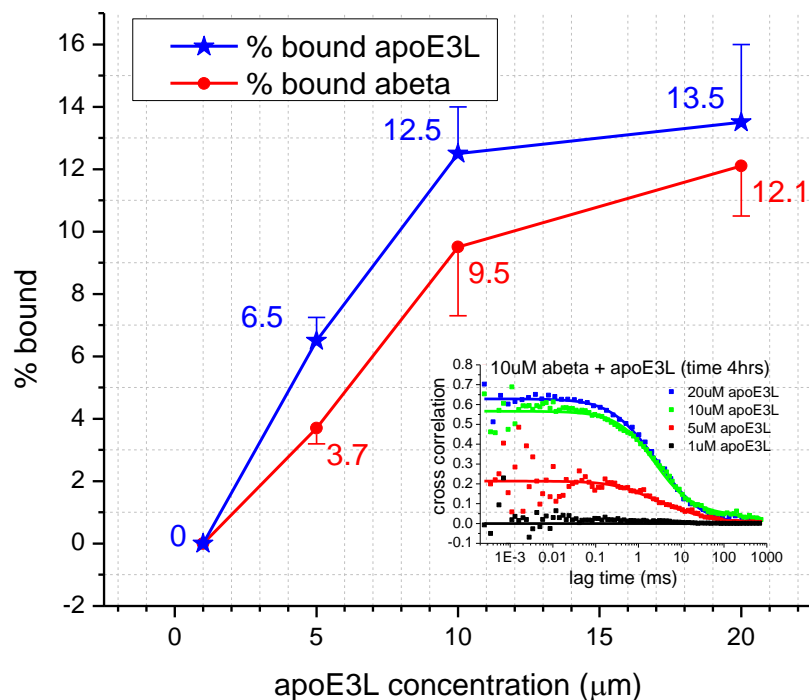 % bound apoE3L
% bound abeta
16
14
12
10
8
6
4
2
0
-2
% bound
0
6.5
12.5
13.5
3.7
9.5
12.1
10uM abeta + apoE3L (time 4hrs)
0.8
0.7
0.6
0.5
0.4
0.3
0.2
0.1
0.0
-0.1
cross correlation
20uM apoE3L
10uM apoE3L
5uM apoE3L
1uM apoE3L
1E-3 0.01 0.1 1 10 100 1000
lag time (ms)
0 5 10 15 20
apoE3L concentration (μm)